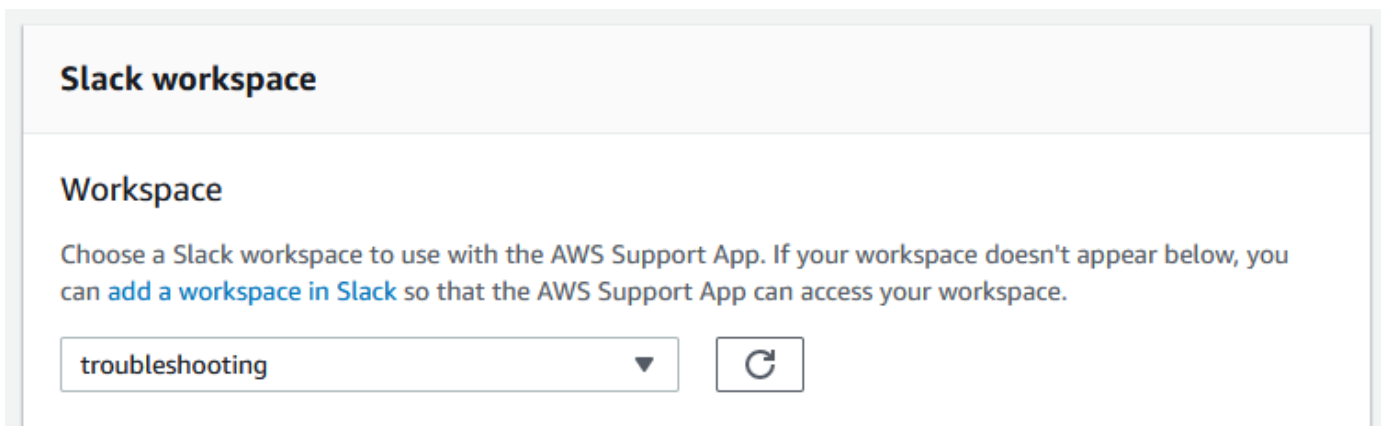 Slack workspace
Workspace
Choose a Slack workspace to use with the AWS Support App. If your workspace doesn't appear below, you
can add a workspace in Slack so that the AWS Support App can access your workspace.
troubleshooting